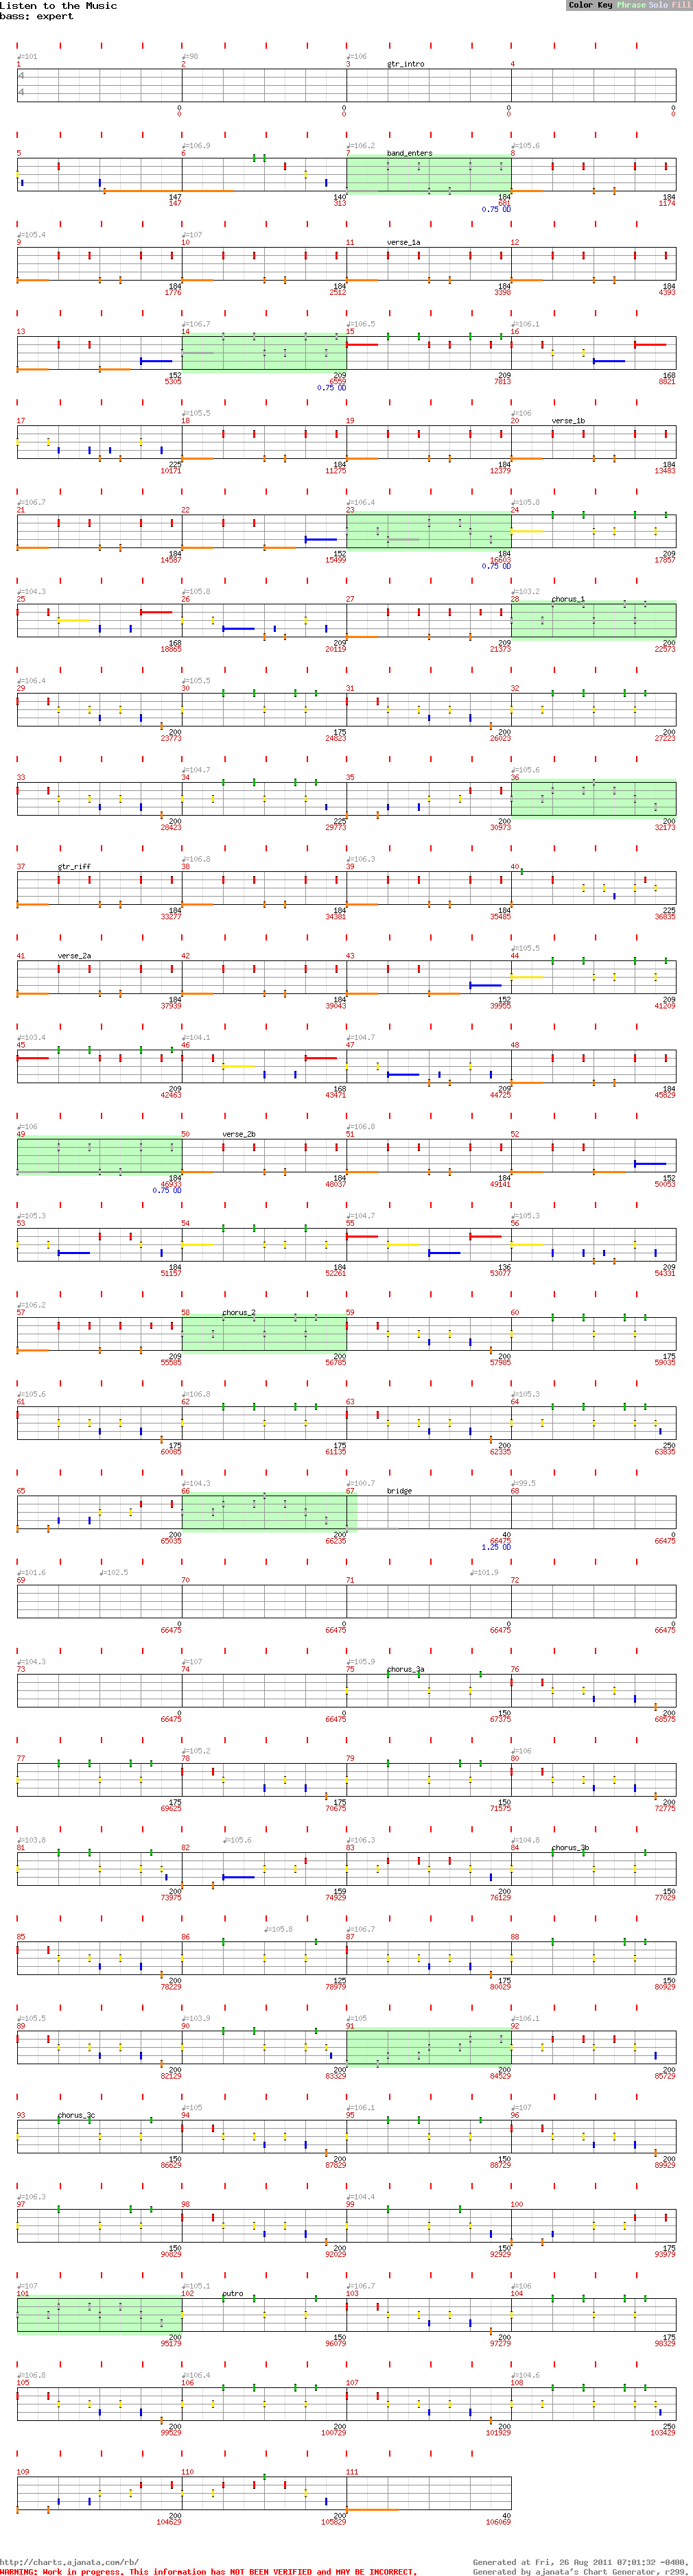 Listen to the Music
Color Key Phrase Solo Fill
bass: expert
♩=101 ♩=98 ♩=106
1 2 3 gtr_intro 4
4
4
0 0 0 0
0 0 0 0
♩=106.9 ♩=106.2 ♩=105.6
5 6 7 band_enters 8
147 140 184 184
147 313 681 1174
0.75 OD
♩=105.4 ♩=107
9 10 11 verse_1a 12
184 184 184 184
1776 2512 3398 4393
♩=106.7 ♩=106.5 ♩=106.1
13 14 15 16
152 209 209 168
5305 6559 7813 8821
0.75 OD
♩=105.5 ♩=106
17 18 19 20 verse_1b
225 184 184 184
10171 11275 12379 13483
♩=106.7 ♩=106.4 ♩=105.8
21 22 23 24
184 152 184 209
14587 15499 16603 17857
0.75 OD
♩=104.3 ♩=105.8 ♩=103.2
25 26 27 28 chorus_1
168 209 209 200
18865 20119 21373 22573
♩=106.4 ♩=105.5
29 30 31 32
200 175 200 200
23773 24823 26023 27223
♩=104.7 ♩=105.6
33 34 35 36
200 225 200 200
28423 29773 30973 32173
♩=106.8 ♩=106.3
37 gtr_riff 38 39 40
184 184 184 225
33277 34381 35485 36835
♩=105.5
41 verse_2a 42 43 44
184 184 152 209
37939 39043 39955 41209
♩=103.4 ♩=104.1 ♩=104.7
45 46 47 48
209 168 209 184
42463 43471 44725 45829
♩=106 ♩=106.8
49 50 verse_2b 51 52
184 184 184 152
46933 48037 49141 50053
0.75 OD
♩=105.3 ♩=104.7 ♩=105.3
53 54 55 56
184 184 136 209
51157 52261 53077 54331
♩=106.2
57 58 chorus_2 59 60
209 200 200 175
55585 56785 57985 59035
♩=105.6 ♩=106.8 ♩=105.3
61 62 63 64
175 175 200 250
60085 61135 62335 63835
♩=104.3 ♩=100.7 ♩=99.5
65 66 67 bridge 68
200 200 40 0
65035 66235 66475 66475
1.25 OD
♩=101.6 ♩=102.5 ♩=101.9
69 70 71 72
0 0 0 0
66475 66475 66475 66475
♩=104.3 ♩=107 ♩=105.9
73 74 75 chorus_3a 76
0 0 150 200
66475 66475 67375 68575
♩=105.2 ♩=106
77 78 79 80
175 175 150 200
69625 70675 71575 72775
♩=103.8 ♩=105.6 ♩=106.3 ♩=104.8
81 82 83 84 chorus_3b
200 159 200 150
73975 74929 76129 77029
♩=105.8 ♩=106.7
85 86 87 88
200 125 175 150
78229 78979 80029 80929
♩=105.5 ♩=103.9 ♩=105 ♩=106.1
89 90 91 92
200 200 200 200
82129 83329 84529 85729
♩=105 ♩=106.1 ♩=107
93 chorus_3c 94 95 96
150 200 150 200
86629 87829 88729 89929
♩=106.3 ♩=104.4
97 98 99 100
150 200 150 175
90829 92029 92929 93979
♩=107 ♩=105.1 ♩=106.7 ♩=106
101 102 outro 103 104
200 150 200 175
95179 96079 97279 98329
♩=106.8 ♩=106.4 ♩=104.6
105 106 107 108
200 200 200 250
99529 100729 101929 103429
109 110 111
200 200 40
104629 105829 106069
http://charts.ajanata.com/rb/
Generated at Fri, 26 Aug 2011 07:01:32 -0400.
WARNING: Work in progress. This information has NOT BEEN VERIFIED and MAY BE INCORRECT.
Generated by ajanata's Chart Generator, r299.